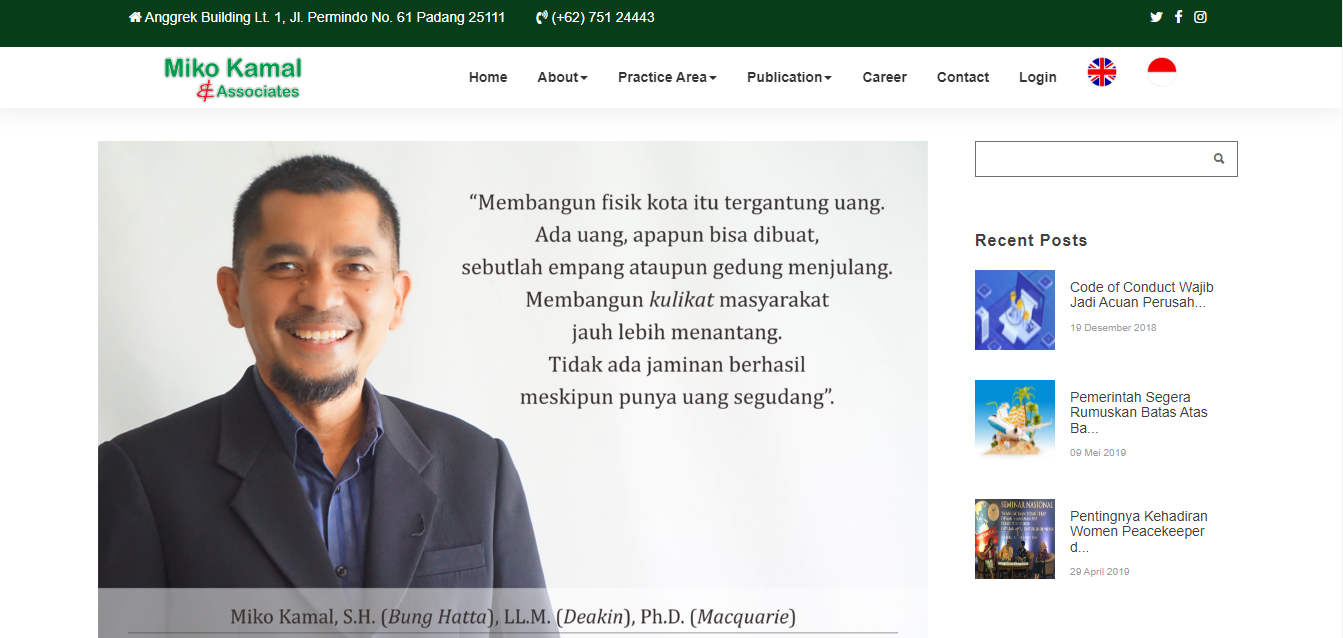 Anggrek Building Lt. 1, Jl. Permindo No. 61 Padang 25111
(+62) 751 24443
Miko Kamal
& Associates
Home
About
Practice Area
Publication
Career
Contact
Login
“Membangun fisik kota itu tergantung uang.
Ada uang, apapun bisa dibuat,
sebutlah empang ataupun gedung menjulang.
Membangun kulikat masyarakat
jauh lebih menantang.
Tidak ada jaminan berhasil
meskipun punya uang segudang”.
Miko Kamal, S.H. (Bung Hatta), LL.M. (Deakin), Ph.D. (Macquarie)
Recent Posts
Code of Conduct Wajib
Jadi Acuan Perusah...
19 Desember 2018
Pemerintah Segera
Rumuskan Batas Atas
Ba...
09 Mei 2019
SEMINAR NASIONAL
Pentingnya Kehadiran
Women Peacekeeper
d...
29 April 2019